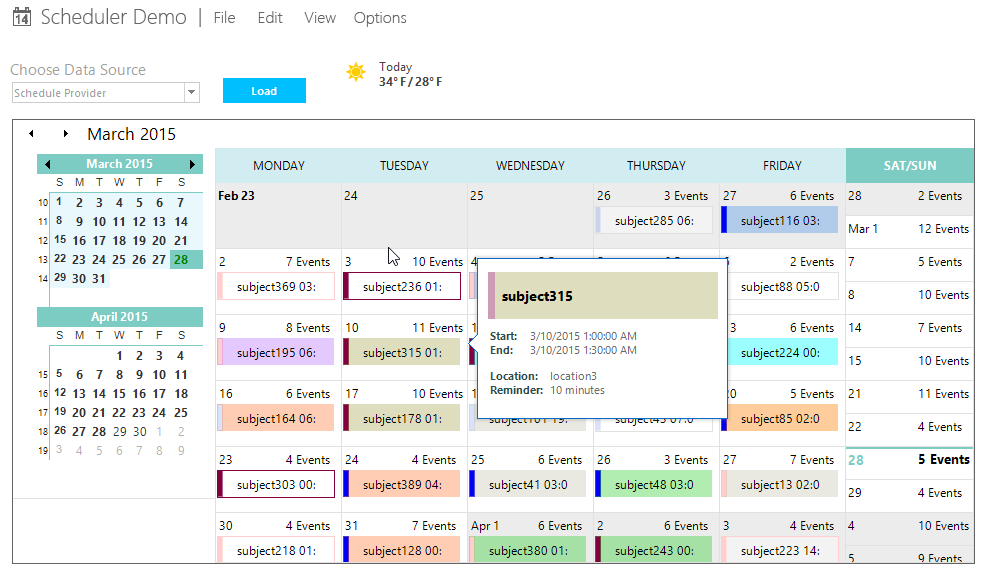 14 Scheduler Demo | File Edit View Options
Choose Data Source
Schedule Provider
Load
Today
34°F/28°F
March 2015
March 2015
S M T W T F S
10 1 2 3 4 5 6 7
11 8 9 10 11 12 13 14
12 15 16 17 18 19 20 21
13 22 23 24 25 26 27 28
14 29 30 31
April 2015
S M T W T F S
1 2 3 4
15 5 6 7 8 9 10 11
16 12 13 14 15 16 17 18
17 19 20 21 22 23 24 25
18 26 27 28 29 30 1 2
19 3 4 5 6 7 8 9
MONDAY TUESDAY WEDNESDAY THURSDAY FRIDAY SAT/SUN
Feb 23 24 25 26 3 Events 27 6 Events 28 2 Events
subject285 06: subject116 03:
Mar 1 12 Events
2 7 Events 3 10 Events 6 2 Events 7 5 Events
subject369 03: subject236 01: subject88 05:0
8 10 Events
9 8 Events 10 11 Events 3 6 Events 14 7 Events
subject195 06: subject315 01: subject224 00:
15 10 Events
subject315
Start: 3/10/2015 1:00:00 AM
End: 3/10/2015 1:30:00 AM
Location: location3
Reminder: 10 minutes
16 6 Events 17 10 Events 20 5 Events 21 11 Events
subject164 06: subject178 01: subject85 02:0
22 4 Events
23 4 Events 24 4 Events 25 6 Events 26 3 Events 27 7 Events 28 5 Events
subject303 00: subject389 04: subject41 03:0 subject48 03:0 subject13 02:0
29 4 Events
30 4 Events 31 7 Events Apr 1 6 Events 2 6 Events 3 4 Events 4 10 Events
subject218 01: subject128 00: subject380 01: subject243 00: subject223 14:
5 9 Events